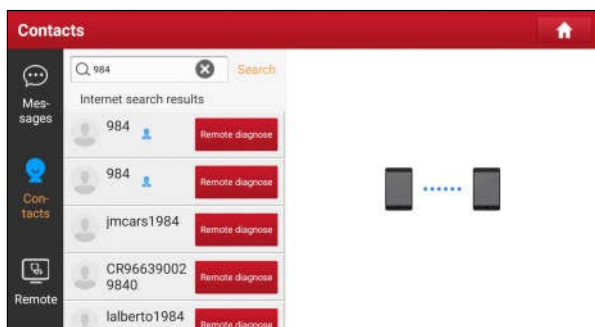 Contacts
984
Search
Mes-
sages
Internet search results
984
Remote diagnose
984
Remote diagnose
Con-
tacts
jmcars1984
Remote diagnose
CR96639002
9840
Remote diagnose
Remote
lalberto1984
Remote diagnose